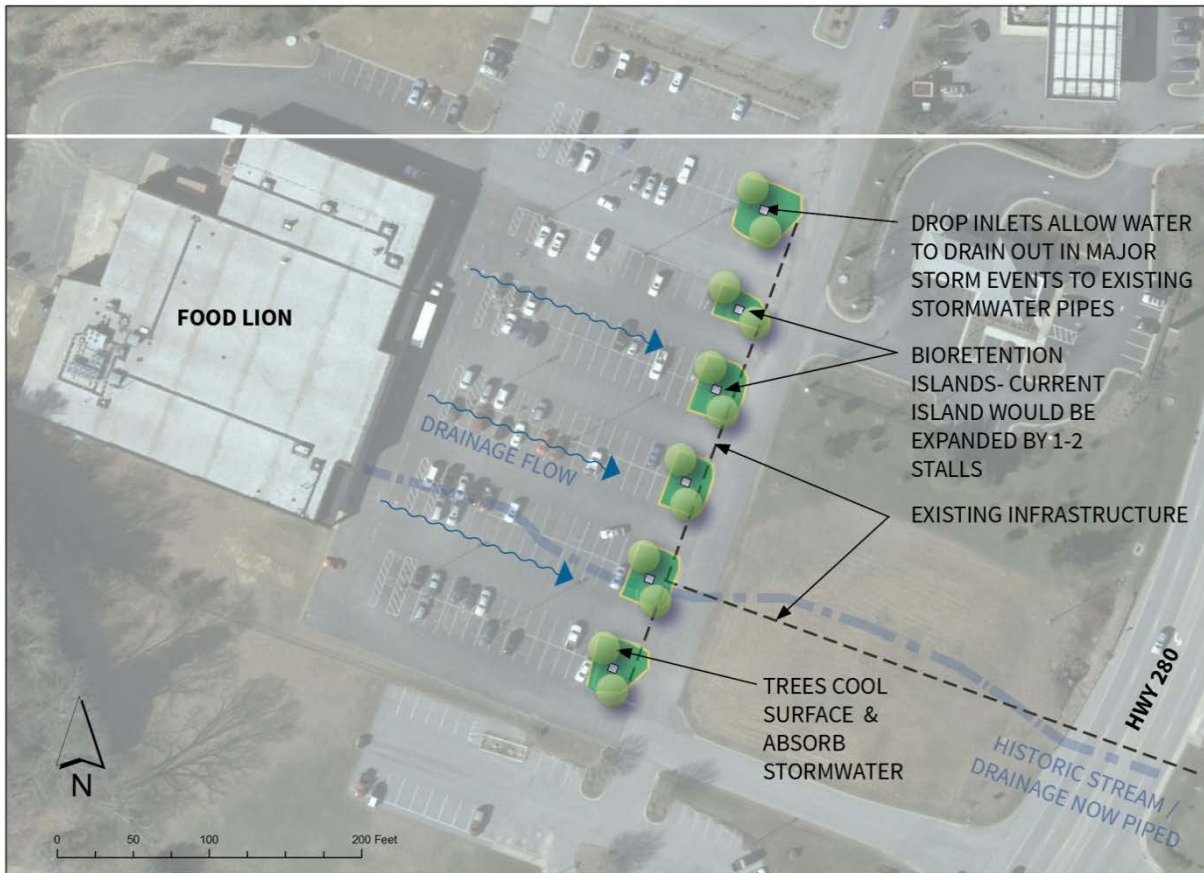 DROP INLETS ALLOW WATER
TO DRAIN OUT IN MAJOR
STORM EVENTS TO EXISTING
STORMWATER PIPES
FOOD LION
BIORETENTION
ISLANDS- CURRENT
ISLAND WOULD BE
EXPANDED BY 1-2
STALLS
DRAINAGE FLOW
EXISTING INFRASTRUCTURE
HWY 280
TREES COOL
SURFACE &
ABSORB
STORMWATER
HISTORIC STREAM /
DRAINAGE NOW PIPED
N
0 50 100 200 Feet